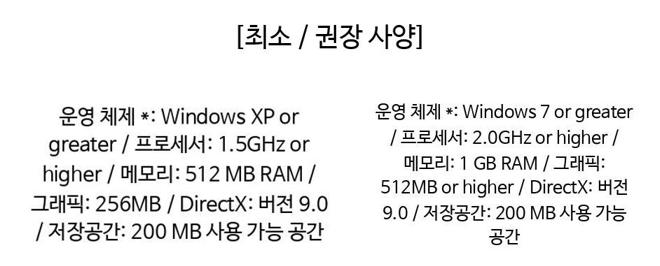 [최소 / 권장 사양]
운영 체제 *: Windows XP or
greater / 프로세서: 1.5GHz or
higher / 메모리: 512 MB RAM /
그래픽: 256MB / DirectX: 버전 9.0
/ 저장공간: 200 MB 사용 가능 공간
운영 체제 *: Windows 7 or greater
/ 프로세서: 2.0GHz or higher /
메모리: 1 GB RAM / 그래픽:
512MB or higher / DirectX: 버전
9.0 / 저장공간: 200 MB 사용 가능
공간